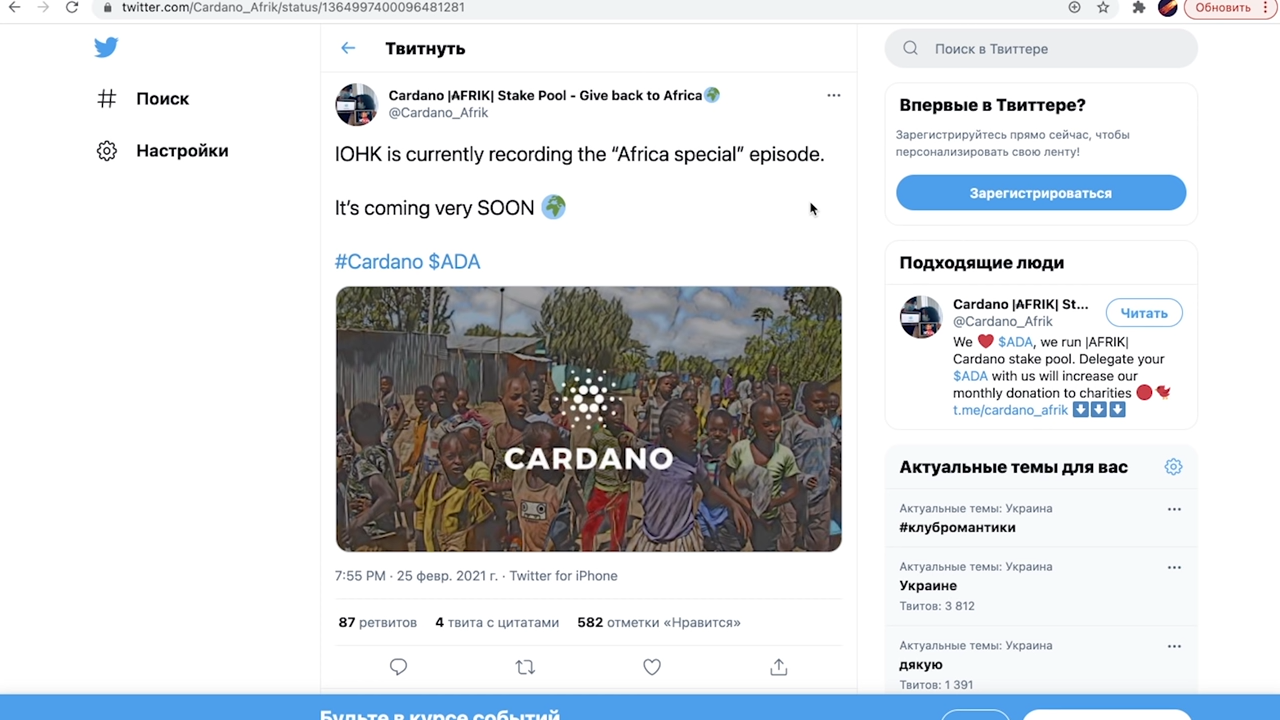 twitter.com/Cardano_Afrik/status/1364997400096481281
Обновить
Поиск
Настройки
Твитнуть
Cardano |AFRIK| Stake Pool - Give back to Africa🌍
@Cardano_Afrik
IOHK is currently recording the “Africa special” episode.
It’s coming very SOON 🌍
#Cardano $ADA
CARDANO
7:55 PM · 25 февр. 2021 г. · Twitter for iPhone
87 ретвитов 4 твита с цитатами 582 отметки «Нравится»
Поиск в Твиттере
Впервые в Твиттере?
Зарегистрируйтесь прямо сейчас, чтобы
персонализировать свою ленту!
Зарегистрироваться
Подходящие люди
Cardano |AFRIK| St...
@Cardano_Afrik
Читать
We ❤️ $ADA, we run |AFRIK|
Cardano stake pool. Delegate your
$ADA with us will increase our
monthly donation to charities
t.me/cardano_afrik ⬇️⬇️⬇️
Актуальные темы для вас
Актуальные темы: Украина
#клубромантики
Актуальные темы: Украина
Украине
Твитов: 3 812
Актуальные темы: Украина
дякую
Твитов: 1 391
Будьте в курсе событий